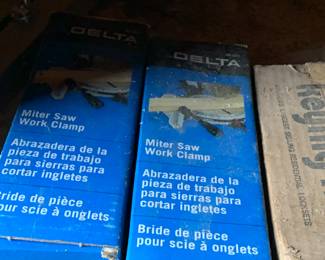 DELTA
Miter Saw
Work Clamp
Abrazadera de la
pieza de trabajo
para sierras para
cortar ingletes
Bride de pièce
pour scie à onglets
DELTA
Miter Saw
Work Clamp
Abrazadera de la
pieza de trabajo
para sierras para
cortar ingletes
Bride de pièce
pour scie à onglets
Keying